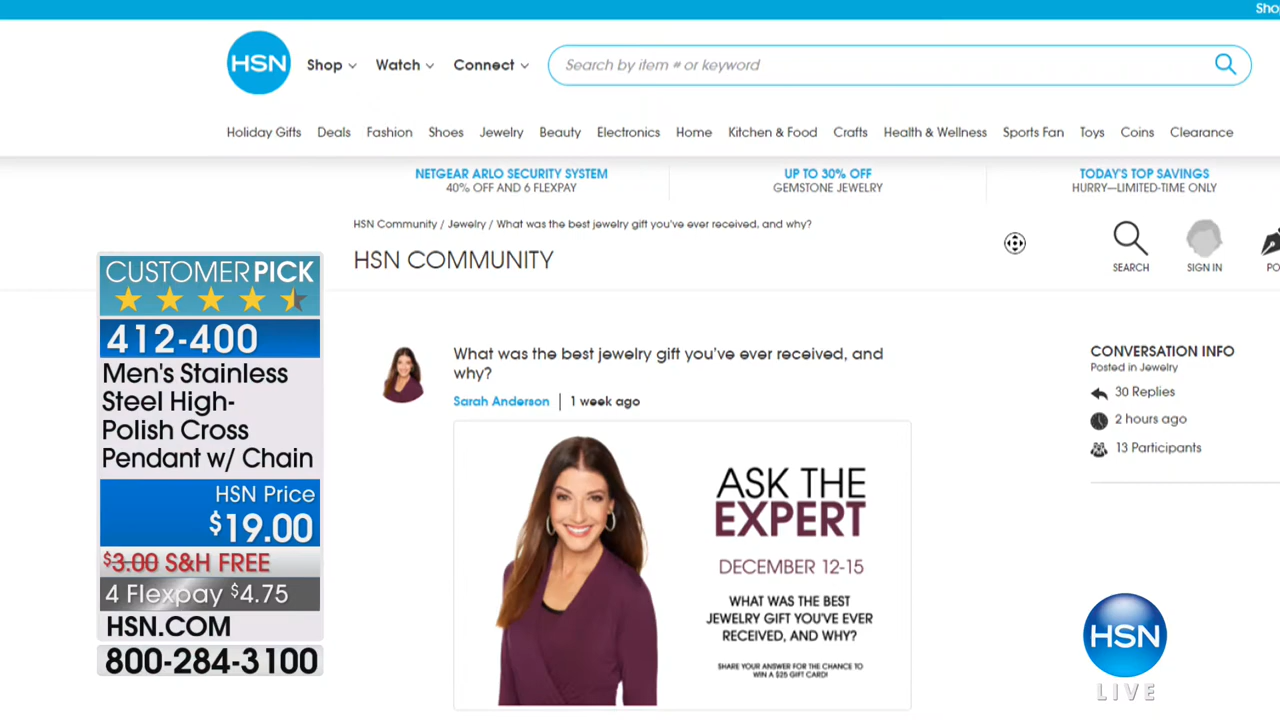 Sho
HSN
Shop Watch Connect
Search by item # or keyword
Holiday Gifts Deals Fashion Shoes Jewelry Beauty Electronics Home Kitchen & Food Crafts Health & Wellness Sports Fan Toys Coins Clearance
NETGEAR ARLO SECURITY SYSTEM
40% OFF AND 6 FLEXPAY
UP TO 30% OFF
GEMSTONE JEWELRY
TODAY'S TOP SAVINGS
HURRY—LIMITED-TIME ONLY
HSN Community / Jewelry / What was the best jewelry gift you've ever received, and why?
HSN COMMUNITY
SEARCH
SIGN IN
PO
CUSTOMER PICK
412-400
Men's Stainless
Steel High-
Polish Cross
Pendant w/ Chain
HSN Price
$19.00
$3.00 S&H FREE
4 Flexpay $4.75
HSN.COM
800-284-3100
What was the best jewelry gift you've ever received, and
why?
Sarah Anderson | 1 week ago
ASK THE
EXPERT
DECEMBER 12-15
WHAT WAS THE BEST
JEWELRY GIFT YOU'VE EVER
RECEIVED, AND WHY?
SHARE YOUR ANSWER FOR THE CHANCE TO
WIN A $25 GIFT CARD!
CONVERSATION INFO
Posted in Jewelry
30 Replies
2 hours ago
13 Participants
HSN
LIVE